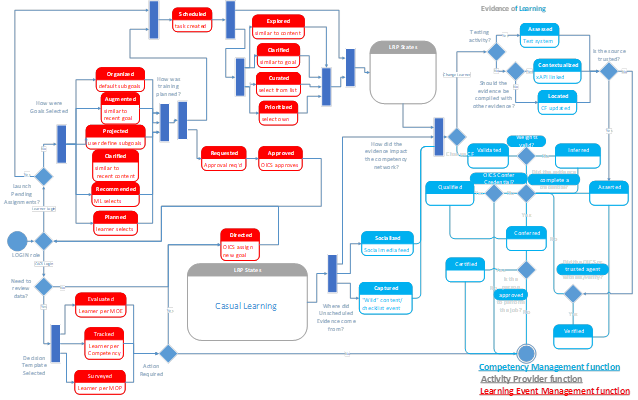 Evidence of Learning
Scheduled
task created
Explored
similar to content
Clarified
similar to goal
Curated
select from list
Prioritized
select own
LRP States
Testing
activity?
Assessed
Test system
Contextualized
xAPI linked
Located
CF updated
Is the source
trusted?
Should the
evidence be
compiled with
other evidence?
How were
Goals Selected
Organized
default subgoals
Augmented
similar to
recent goal
Projected
user define subgoals
Clarified
similar to
recent content
Recommended
ML selects
Planned
learner selects
How was
training
planned?
Requested
Approval req'd
Approved
OICS approves
How did the
evidence impact
the competency
network?
Validated
Inferred
Qualified
OICS Confer
Credential?
complete a
Asserted
Conferred
Certified
approved
trusted agent
Verified
Launch
Pending
Assignments?
LOGIN role
Directed
OICS assign
new goal
LRP States
Casual Learning
Socialized
Social media feed
Captured
"Wild" content/
checklist event
Where did
Unscheduled
Evidence come
from?
Need to
review
data?
Evaluated
Learner per MOE
Tracked
Learner per
Competency
Surveyed
Learner per MOP
Decision
Template
Selected
Action
Required
Competency Management function
Activity Provider function
Learning Event Management function